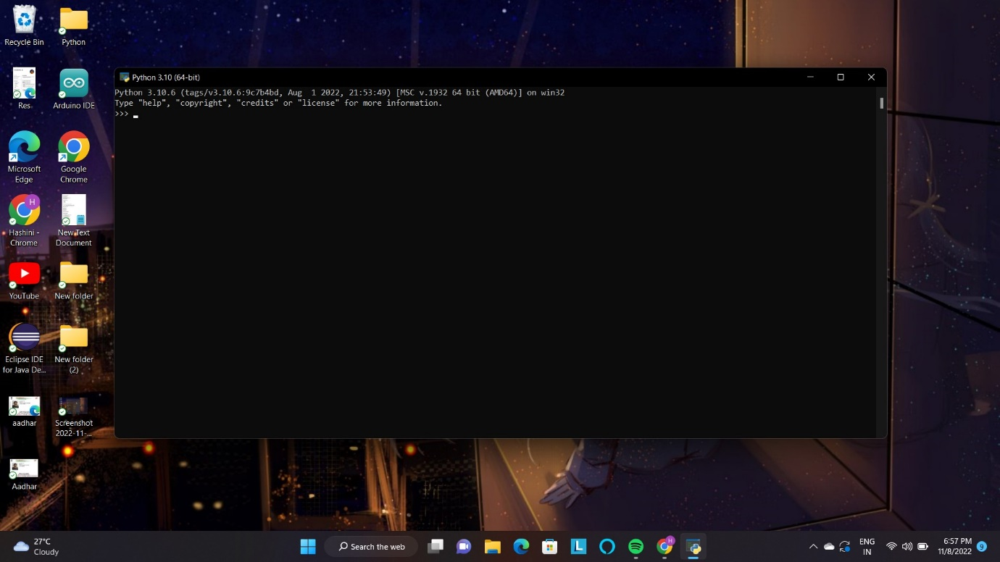 Recycle Bin
Python
Res
Arduino IDE
Microsoft
Edge
Google
Chrome
H
Hashini -
Chrome
New Text
Document
YouTube
New folder
Eclipse IDE
for Java De...
New folder
(2)
aadhar
Screenshot
2022-11-...
Aadhar
Python 3.10 (64-bit)
Python 3.10.6 (tags/v3.10.6:9c7b4bd, Aug  1 2022, 21:53:49) [MSC v.1932 64 bit (AMD64)] on win32
Type "help", "copyright", "credits" or "license" for more information.
>>> _
27°C
Cloudy
Search the web
L
H
ENG
IN
6:57 PM
11/8/2022
9